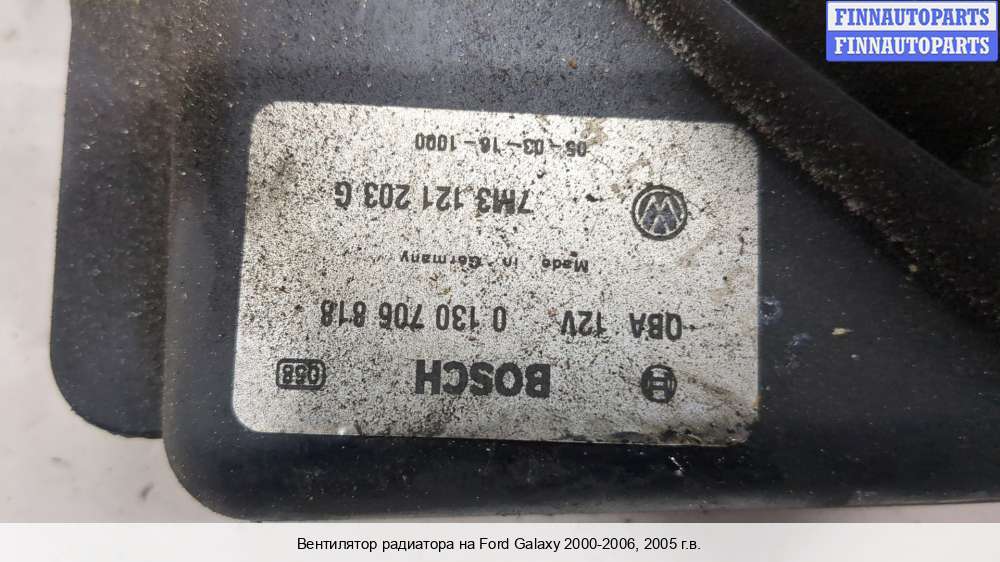 FINNAUTOPARTS
FINNAUTOPARTS
BOSCH
058
QBA 12V 0 130 706 818
Made in Germany
7M3 121 203 G
05-03-18-1000
Вентилятор радиатора на Ford Galaxy 2000-2006, 2005 г.в.